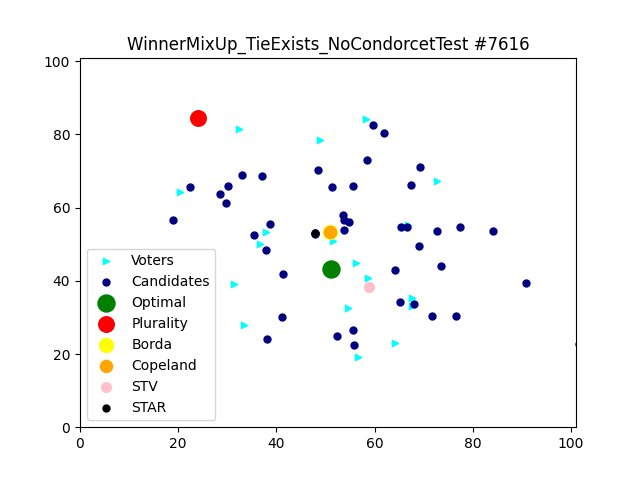 WinnerMixUp_TieExists_NoCondorcetTest #7616
100
80
60
40
20
0
0 20 40 60 80 100
Voters
Candidates
Optimal
Plurality
Borda
Copeland
STV
STAR